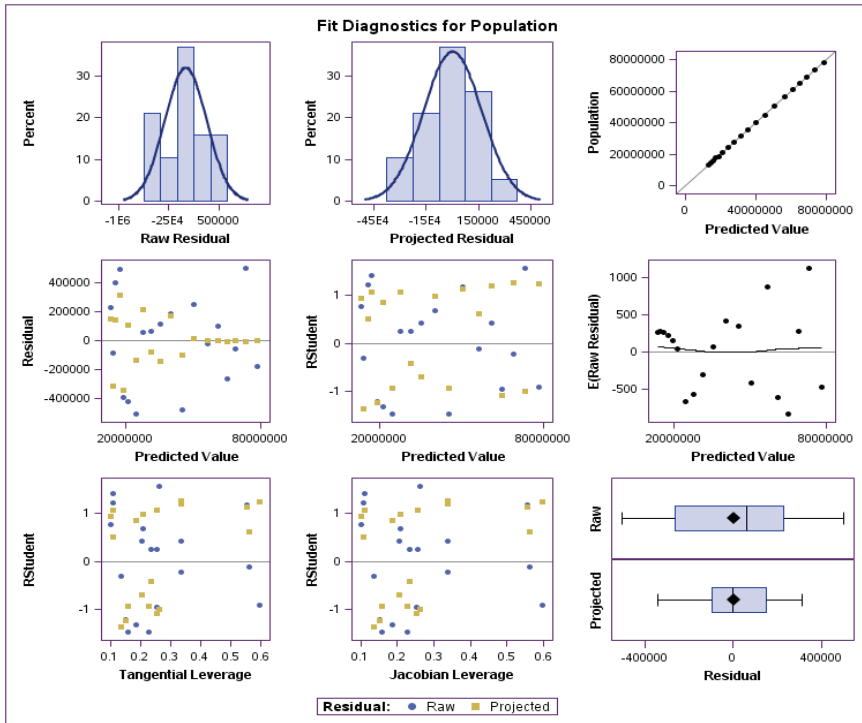 Fit Diagnostics for Population
Percent
30
20
10
0
-1E6 -25E4 500000
Raw Residual
Percent
30
20
10
0
-45E4 -15E4 150000 450000
Projected Residual
Population
80000000
60000000
40000000
20000000
0
0 40000000 80000000
Predicted Value
Residual
400000
200000
0
-200000
-400000
20000000 80000000
Predicted Value
RStudent
1
0
-1
20000000 80000000
Predicted Value
E(Raw Residual)
1000
500
0
-500
20000000 80000000
Predicted Value
RStudent
1
0
-1
0.1 0.2 0.3 0.4 0.5 0.6
Tangential Leverage
RStudent
1
0
-1
0.1 0.2 0.3 0.4 0.5 0.6
Jacobian Leverage
Raw
Projected
-400000 0 400000
Residual
Residual: Raw Projected